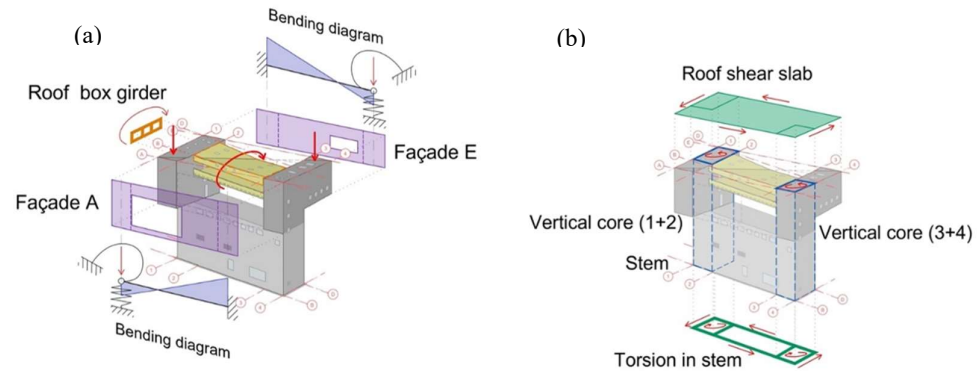 (a)
Bending diagram
Roof box girder
Façade E
Façade A
Bending diagram
(b)
Roof shear slab
Vertical core (1+2)
Vertical core (3+4)
Stem
Torsion in stem